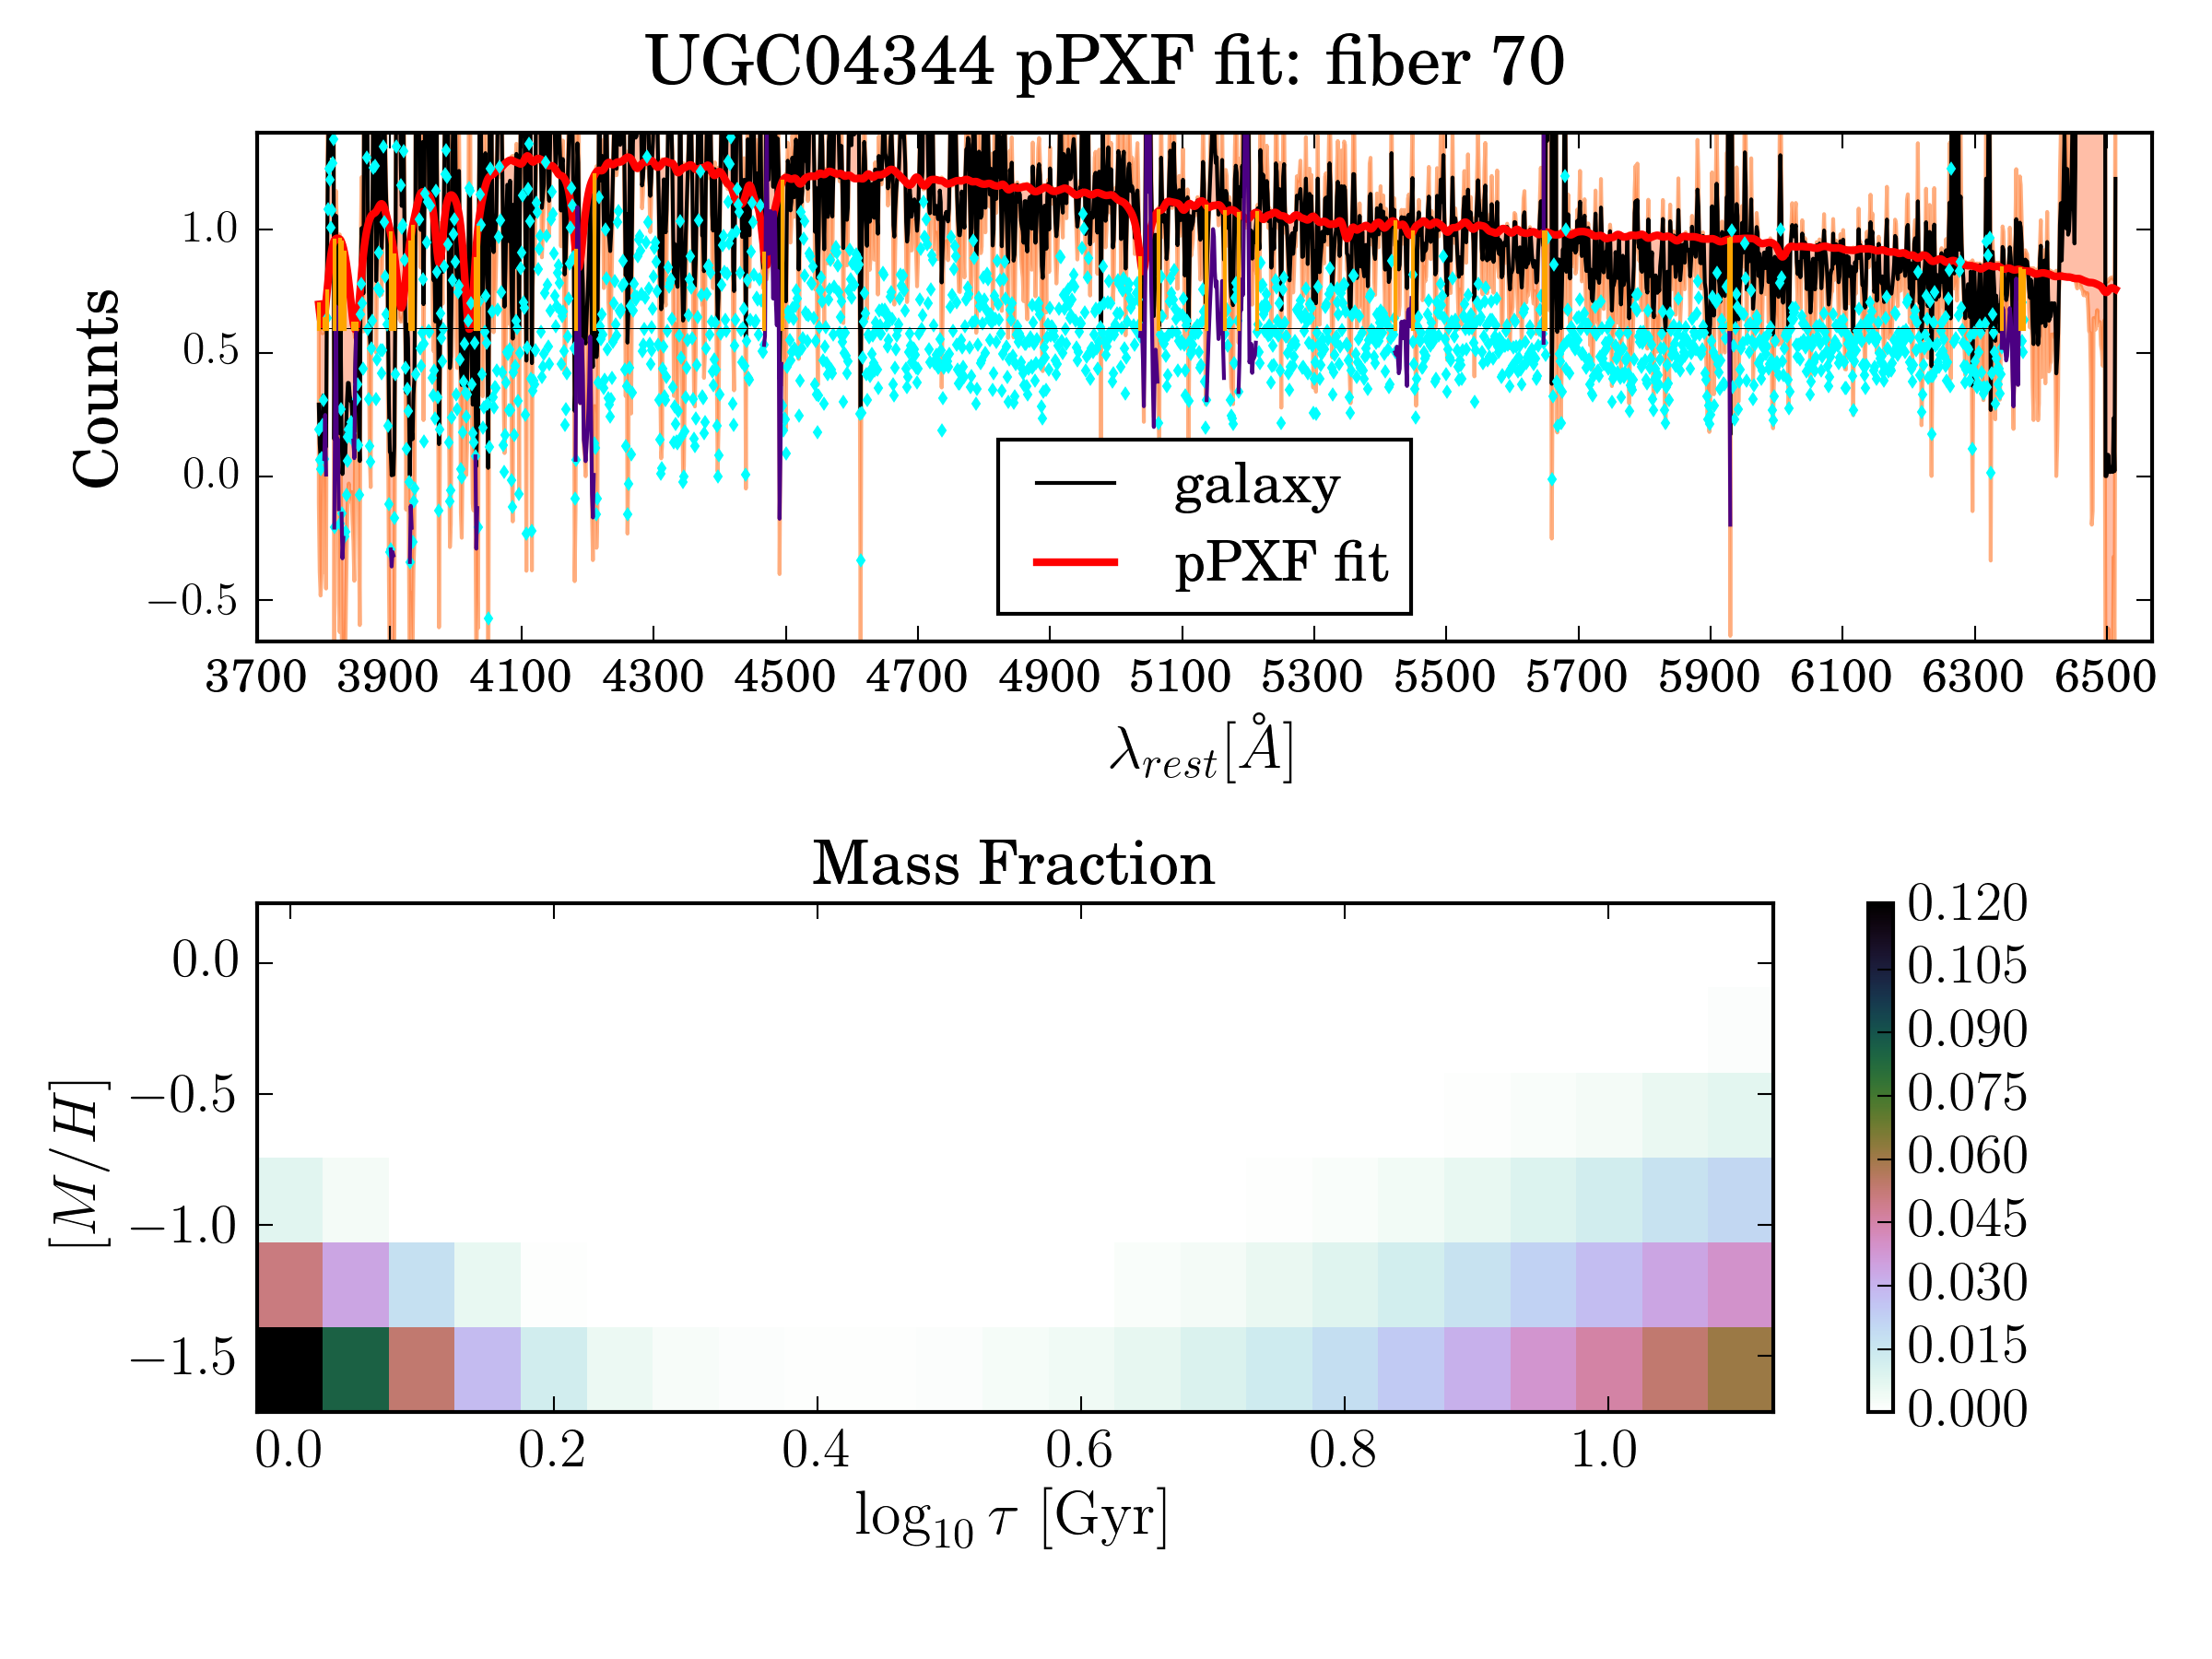 UGC04344 pPXF fit: fiber 70
Counts
1.0
0.5
0.0
−0.5
galaxy
pPXF fit
3700 3900 4100 4300 4500 4700 4900 5100 5300 5500 5700 5900 6100 6300 6500
λ_rest[Å]
Mass Fraction
[M/H]
0.0
−0.5
−1.0
−1.5
0.0 0.2 0.4 0.6 0.8 1.0
log₁₀ τ [Gyr]
0.120
0.105
0.090
0.075
0.060
0.045
0.030
0.015
0.000